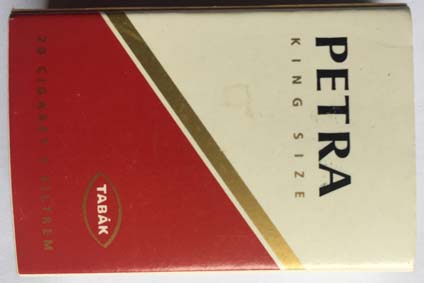 PETRA
KING SIZE
TABÁK
20 CIGARET S FILTREM